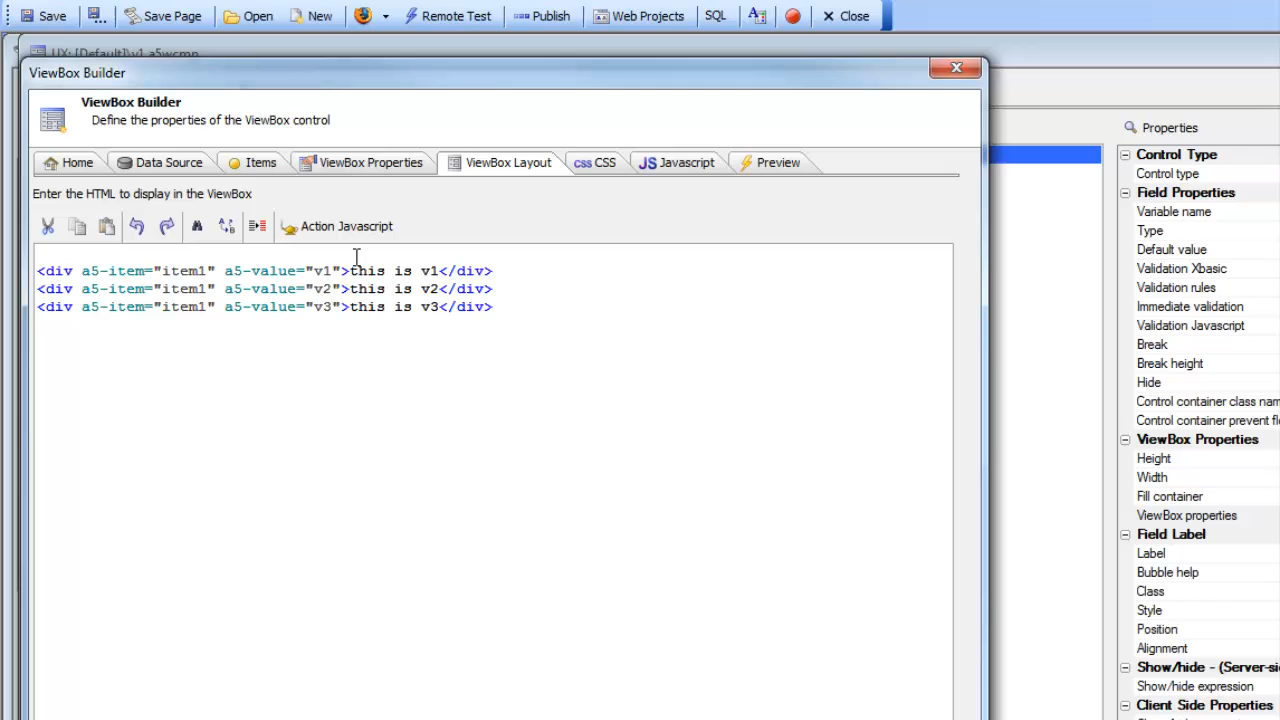 Save Save Page Open New Remote Test Publish Web Projects SQL Close
UX: [Default]\v1.a5wcmp
ViewBox Builder
ViewBox Builder
Define the properties of the ViewBox control
Home Data Source Items ViewBox Properties ViewBox Layout css CSS JS Javascript Preview
Enter the HTML to display in the ViewBox
Action Javascript
<div a5-item="item1" a5-value="v1">this is v1</div>
<div a5-item="item1" a5-value="v2">this is v2</div>
<div a5-item="item1" a5-value="v3">this is v3</div>
Properties
Control Type
Control type
Field Properties
Variable name
Type
Default value
Validation Xbasic
Validation rules
Immediate validation
Validation Javascript
Break
Break height
Hide
Control container class nam
Control container prevent fl
ViewBox Properties
Height
Width
Fill container
ViewBox properties
Field Label
Label
Bubble help
Class
Style
Position
Alignment
Show/hide - (Server-si
Show/hide expression
Client Side Properties